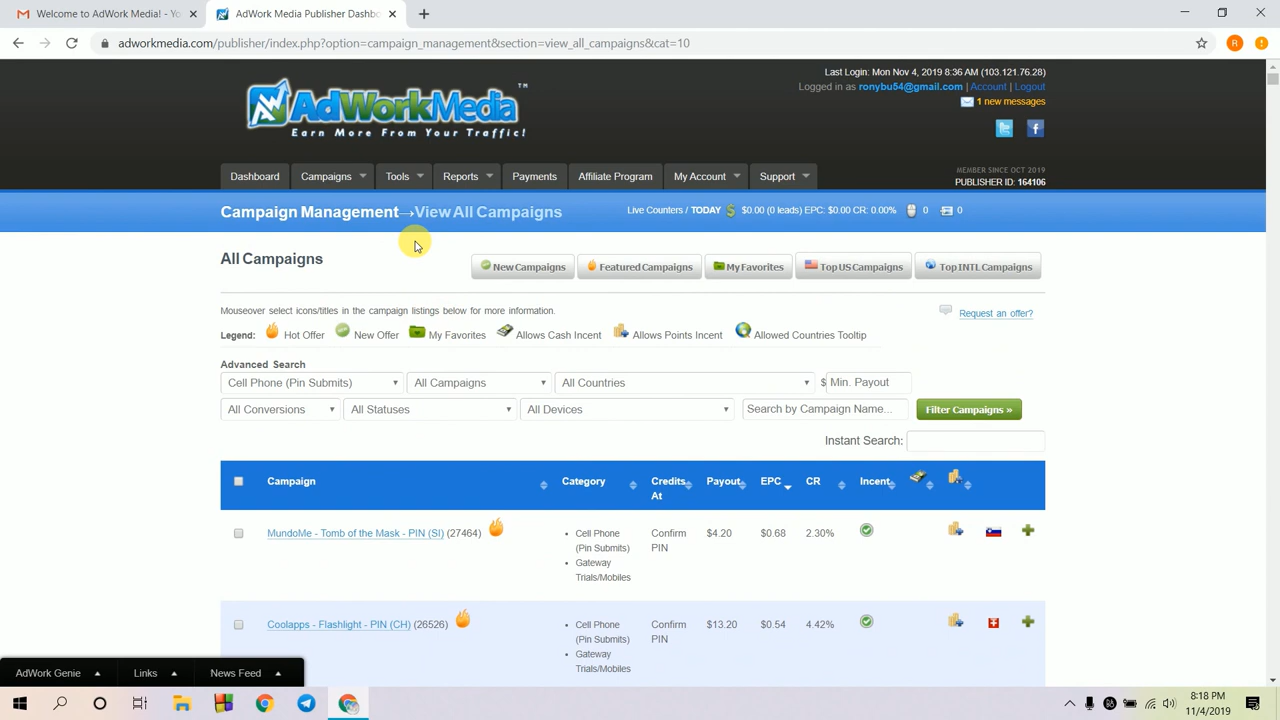 Welcome to AdWork Media! - Yo
AdWork Media Publisher Dashbo
adworkmedia.com/publisher/index.php?option=campaign_management&section=view_all_campaigns&cat=10
R
AdWorkMedia™
Earn More From Your Traffic!
Last Login: Mon Nov 4, 2019 8:36 AM (103.121.76.28)
Logged in as ronybu54@gmail.com | Account | Logout
1 new messages
Dashboard Campaigns Tools Reports Payments Affiliate Program My Account Support
MEMBER SINCE OCT 2019
PUBLISHER ID: 164106
Campaign Management→View All Campaigns
Live Counters / TODAY $0.00 (0 leads) EPC: $0.00 CR: 0.00% 0 0
All Campaigns
New Campaigns Featured Campaigns My Favorites Top US Campaigns Top INTL Campaigns
Mouseover select icons/titles in the campaign listings below for more information.
Request an offer?
Legend: Hot Offer New Offer My Favorites Allows Cash Incent Allows Points Incent Allowed Countries Tooltip
Advanced Search
Cell Phone (Pin Submits) All Campaigns All Countries $ Min. Payout
All Conversions All Statuses All Devices Search by Campaign Name... Filter Campaigns »
Instant Search:
Campaign Category Credits At Payout EPC CR Incent
MundoMe - Tomb of the Mask - PIN (SI) (27464)
Cell Phone (Pin Submits)
Gateway Trials/Mobiles
Confirm PIN
$4.20 $0.68 2.30%
Coolapps - Flashlight - PIN (CH) (26526)
Cell Phone (Pin Submits)
Gateway Trials/Mobiles
Confirm PIN
$13.20 $0.54 4.42%
AdWork Genie Links News Feed
8:18 PM
11/4/2019